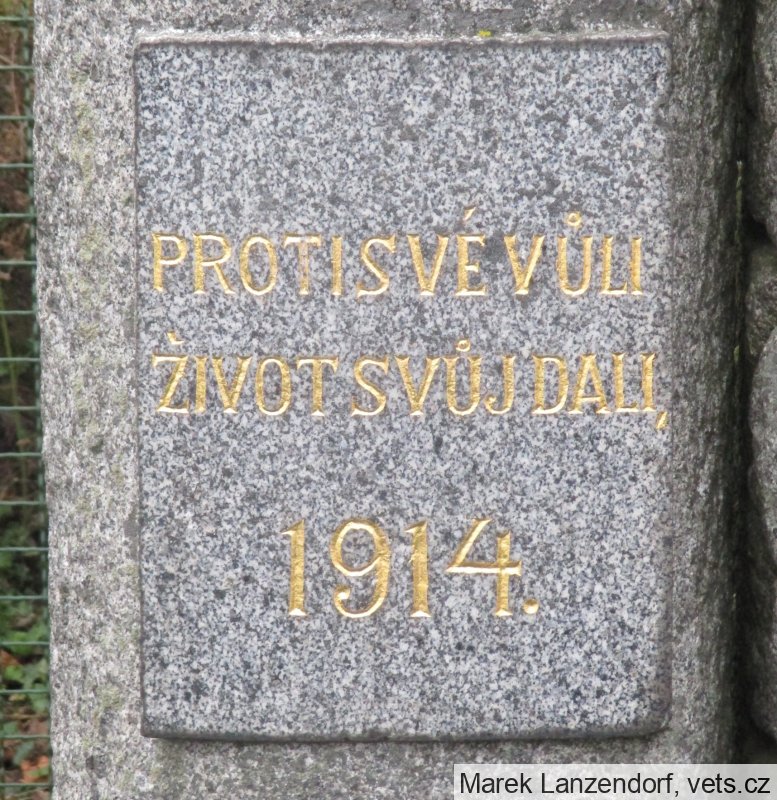 PROTI SVÉ VŮLI
ŽIVOT SVŮJ DALI,
1914.
Marek Lanzendorf, vets.cz